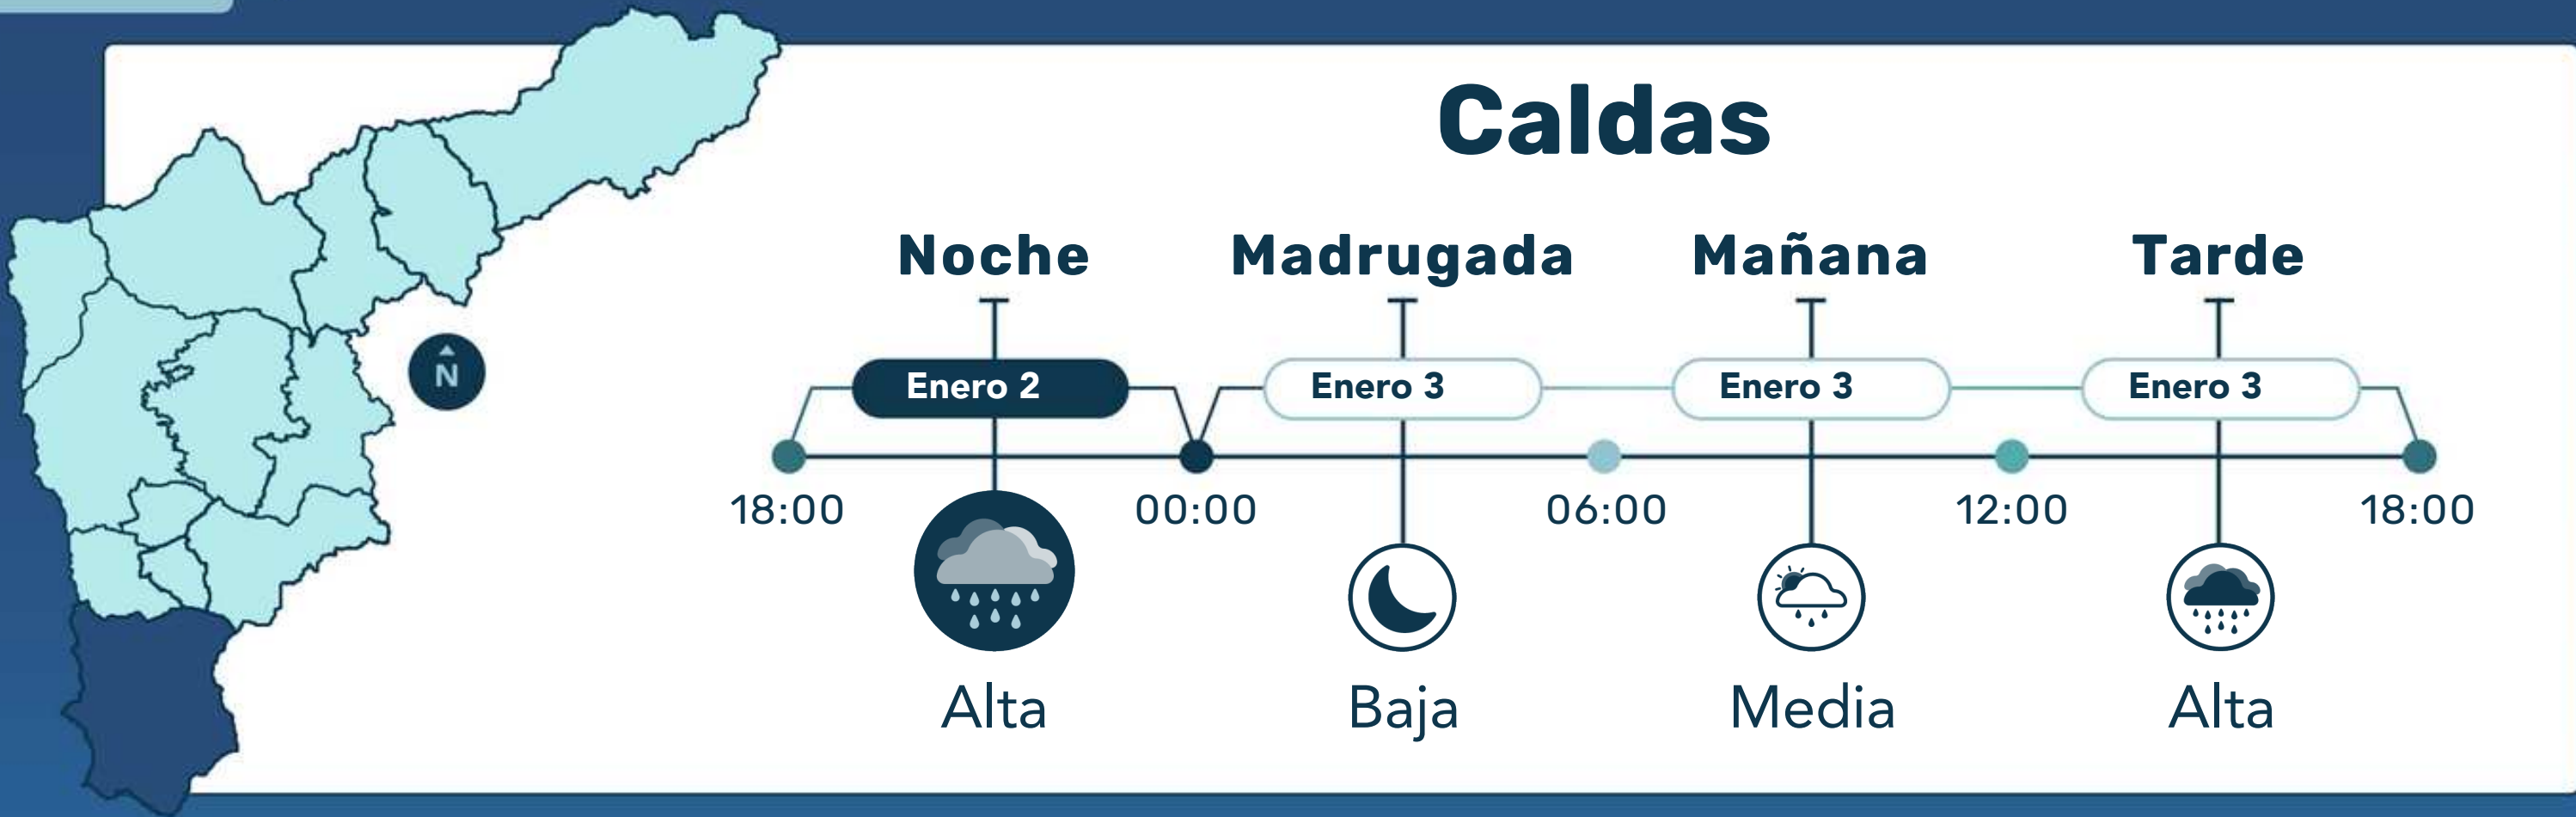 Caldas
Noche Madrugada Mañana Tarde
Enero 2 Enero 3 Enero 3 Enero 3
N
18:00 00:00 06:00 12:00 18:00
Alta Baja Media Alta